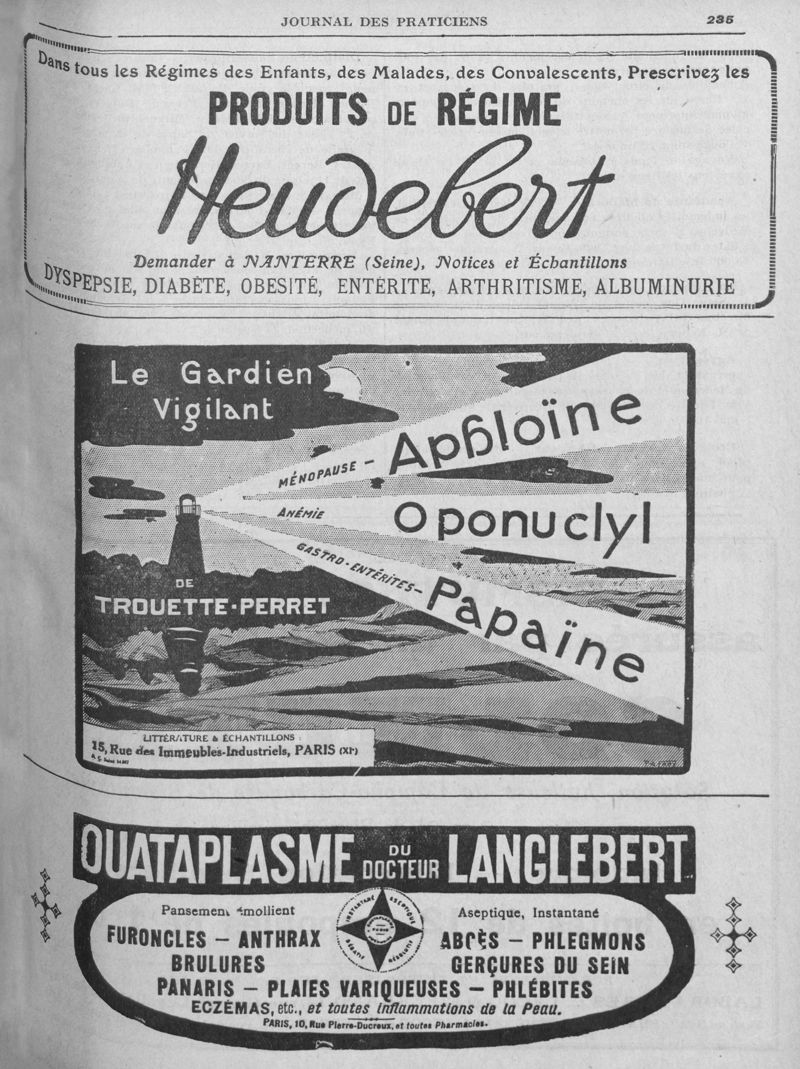 JOURNAL DES PRATICIENS 235
Dans tous les Régimes des Enfants, des Malades, des Convalescents, Prescrivez les
PRODUITS DE RÉGIME
Heudebert
Demander à NANTERRE (Seine), Notices et Échantillons
DYSPEPSIE, DIABÈTE, OBESITÉ, ENTÉRITE, ARTHRITISME, ALBUMINURIE
Le Gardien
Vigilant
MÉNOPAUSE - Aphloïne
ANÉMIE Oponuclyl
GASTRO-ENTÉRITES - Papaïne
DE
TROUETTE-PERRET
LITTÉRATURE & ÉCHANTILLONS :
15, Rue des Immeubles-Industriels, PARIS (XIᵉ)
OUATAPLASME DU DOCTEUR LANGLEBERT
Pansement émollient
Aseptique, Instantané
INSTANTANÉ ASEPTIQUE
FURONCLES — ANTHRAX
ABCÈS — PHLEGMONS
BRULURES
GERÇURES DU SEIN
PANARIS — PLAIES VARIQUEUSES — PHLÉBITES
ECZÉMAS, etc., et toutes inflammations de la Peau.
PARIS, 10, Rue Pierre-Ducreux, et toutes Pharmacies.